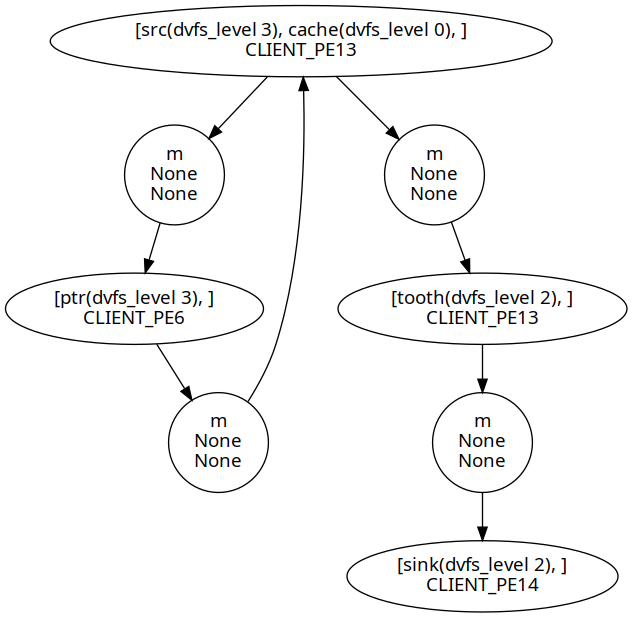 [src(dvfs_level 3), cache(dvfs_level 0), ]
CLIENT_PE13
m
None
None
m
None
None
[ptr(dvfs_level 3), ]
CLIENT_PE6
[tooth(dvfs_level 2), ]
CLIENT_PE13
m
None
None
m
None
None
[sink(dvfs_level 2), ]
CLIENT_PE14